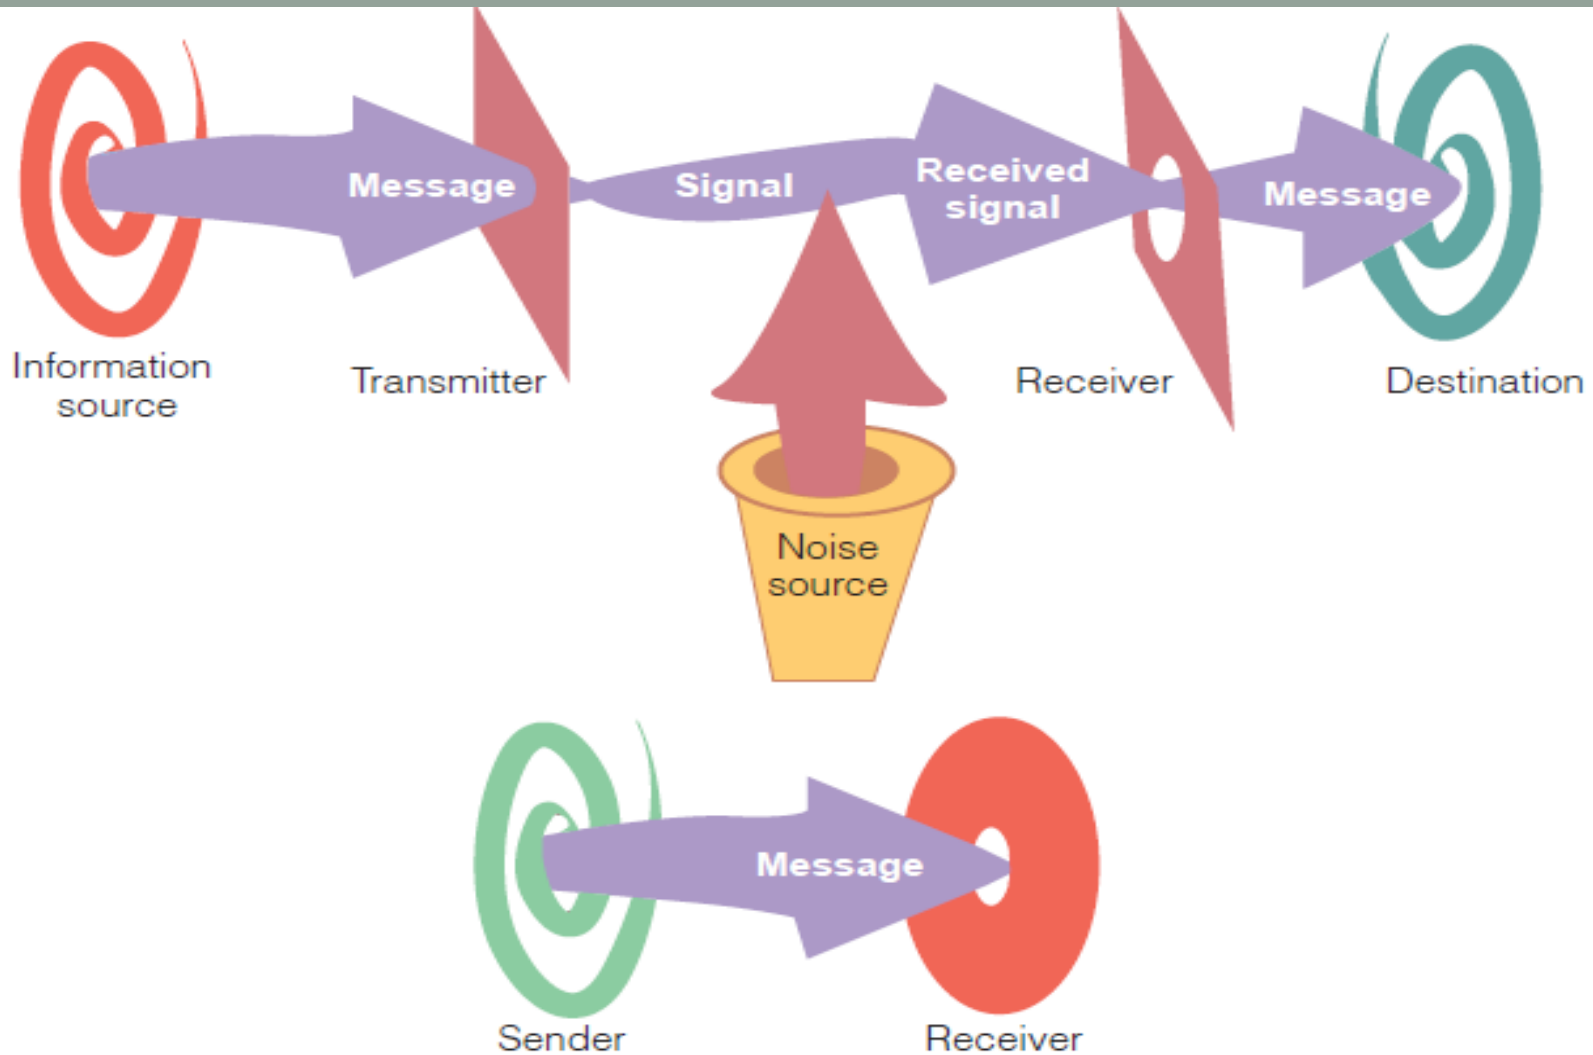 Message
Signal
Received
signal
Message
Information
source
Transmitter
Receiver
Destination
Noise
source
Message
Sender
Receiver